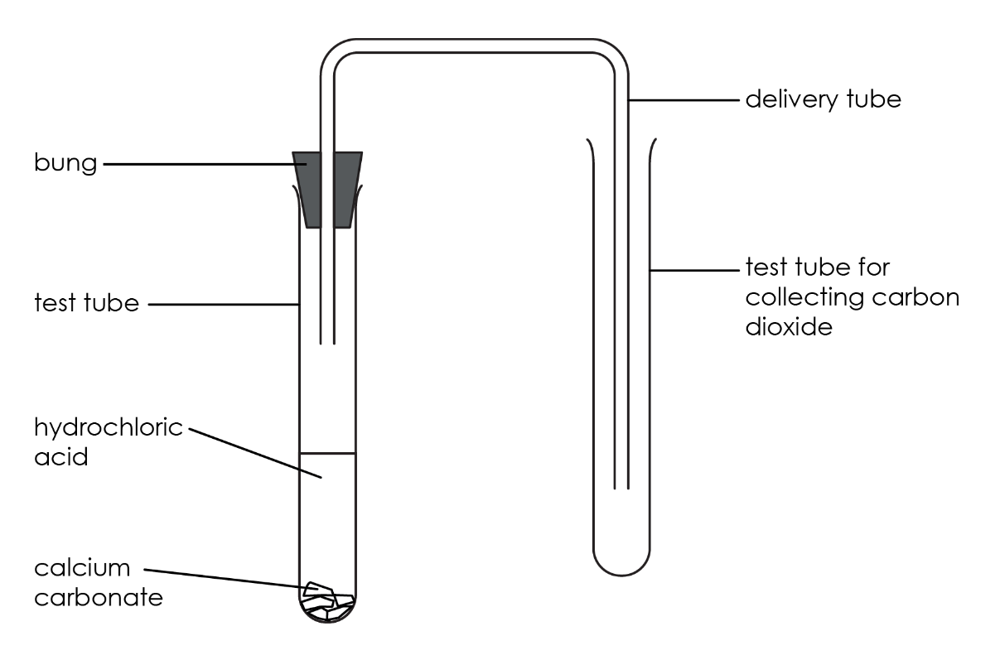 bung
test tube
hydrochloric
acid
calcium
carbonate
delivery tube
test tube for
collecting carbon
dioxide